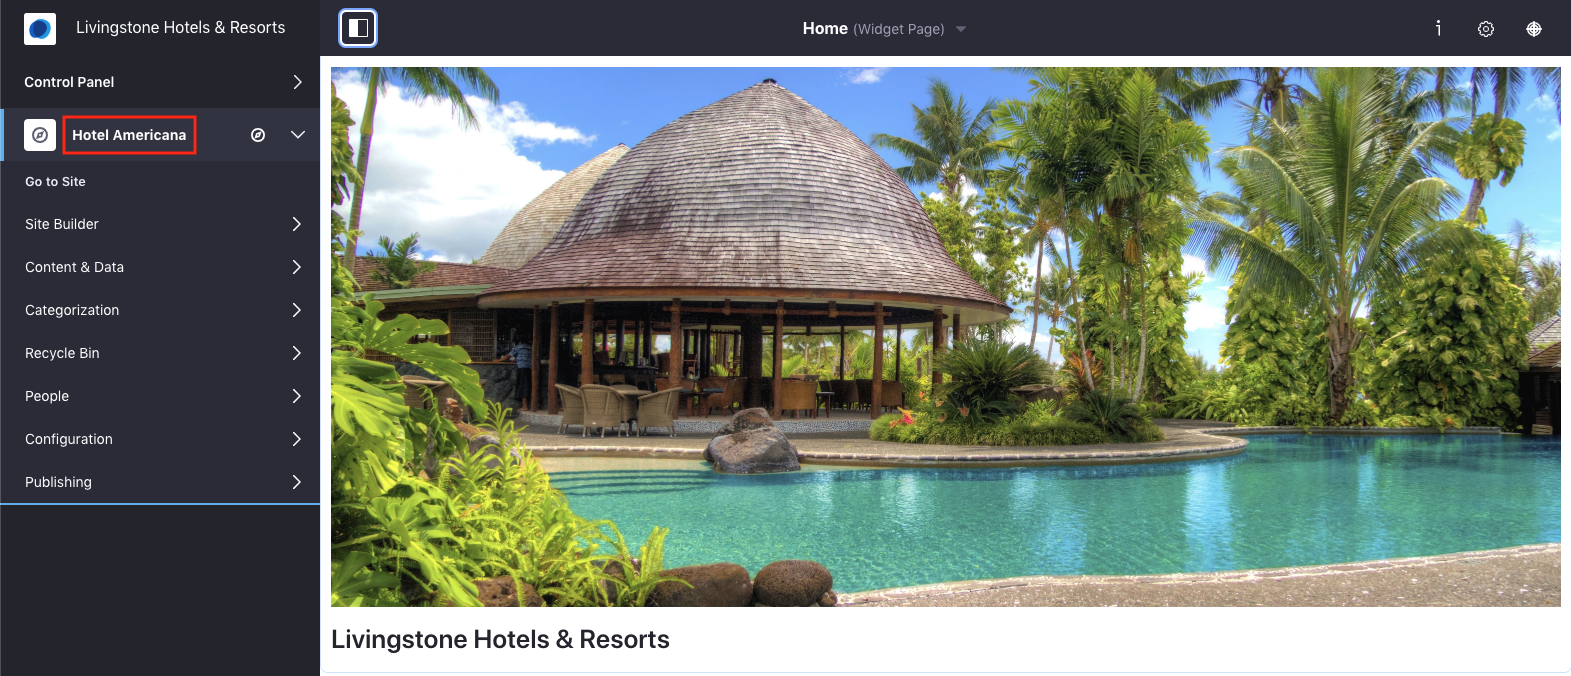 Livingstone Hotels & Resorts
Control Panel
Hotel Americana
Go to Site
Site Builder
Content & Data
Categorization
Recycle Bin
People
Configuration
Publishing
Home (Widget Page)
Livingstone Hotels & Resorts